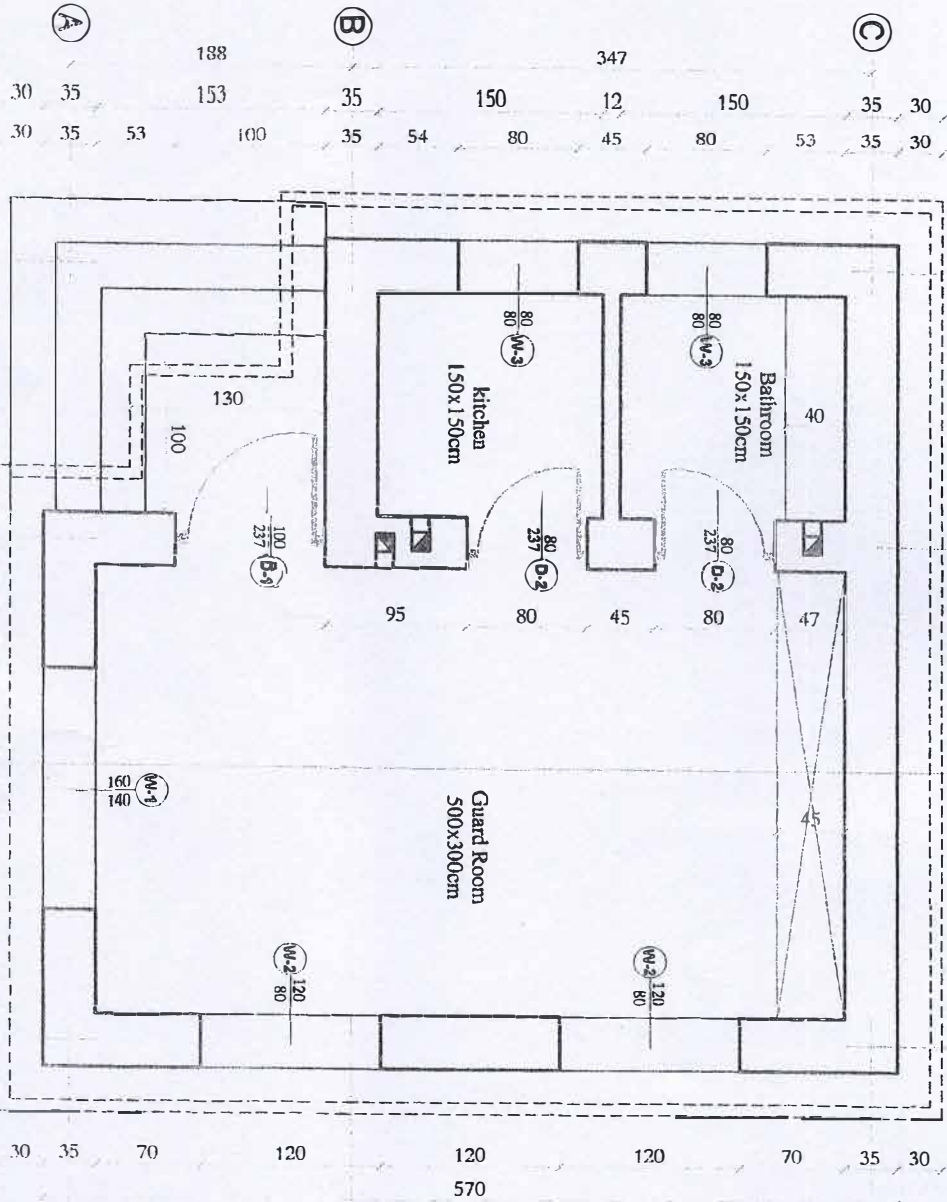 A
B
C
188 347
30 35 153 35 150 12 150 35 30
30 35 53 100 35 54 80 45 80 53 35 30
80
80
W-3
80
80
W-3
kitchen
150x150cm
Bathroom
150x150cm
40
130
100
100
237
D-1
80
237
D-2
80
237
D-2
95 80 45 80 47
160
140
W-1
Guard Room
500x300cm
45
W-2
120
80
W-2
120
80
30 35 70 120 120 120 70 35 30
570